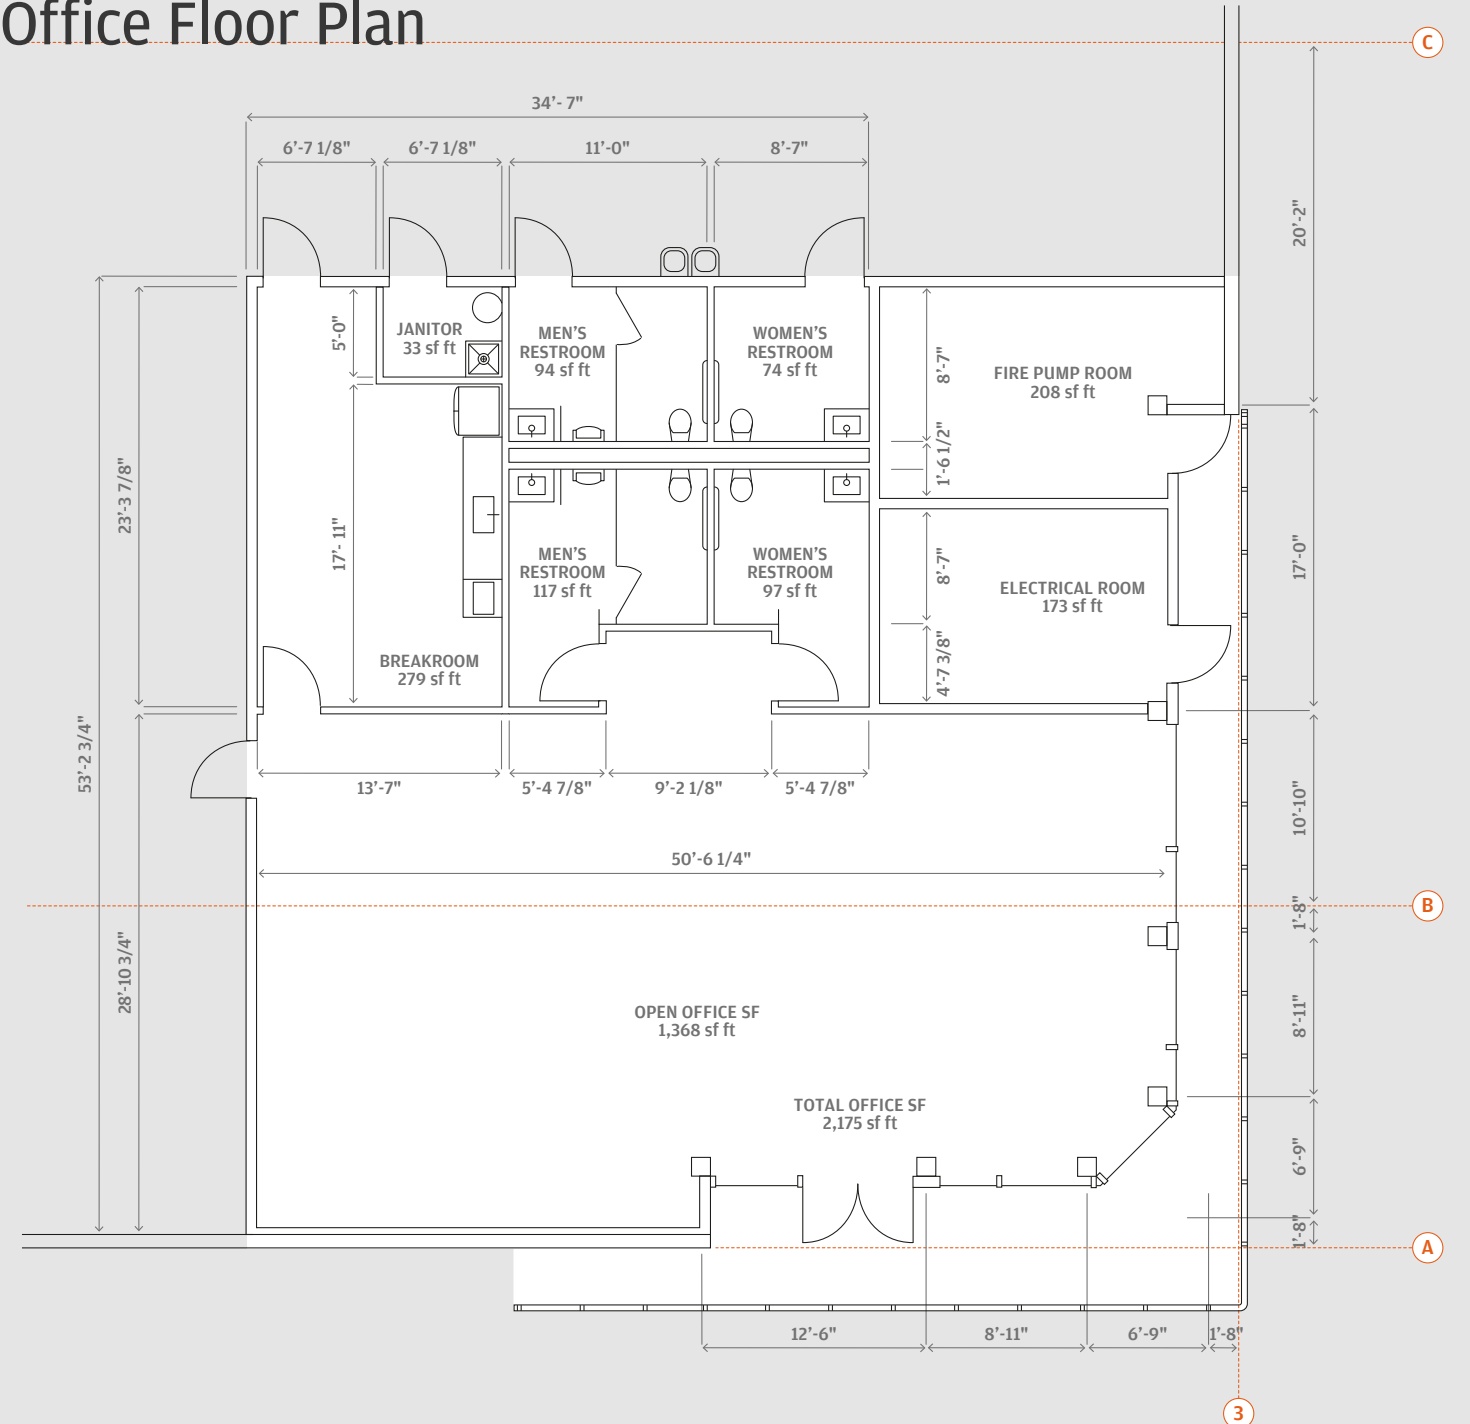 Office Floor Plan
C
34’- 7"
6’-7 1/8"
6’-7 1/8"
11’-0"
8’-7"
20’-2"
5’-0"
JANITOR
33 sf ft
MEN’S
RESTROOM
94 sf ft
WOMEN’S
RESTROOM
74 sf ft
8’-7"
FIRE PUMP ROOM
208 sf ft
1’-6 1/2"
23’-3 7/8"
17’- 11"
MEN’S
RESTROOM
117 sf ft
WOMEN’S
RESTROOM
97 sf ft
8’-7"
ELECTRICAL ROOM
173 sf ft
17’-0"
4’-7 3/8"
BREAKROOM
279 sf ft
53’-2 3/4"
13’-7"
5’-4 7/8"
9’-2 1/8"
5’-4 7/8"
10’-10"
50’-6 1/4"
B
1’-8"
28’-10 3/4"
OPEN OFFICE SF
1,368 sf ft
8’-11"
TOTAL OFFICE SF
2,175 sf ft
6’-9"
1’-8"
A
12’-6"
8’-11"
6’-9"
1’-8"
3